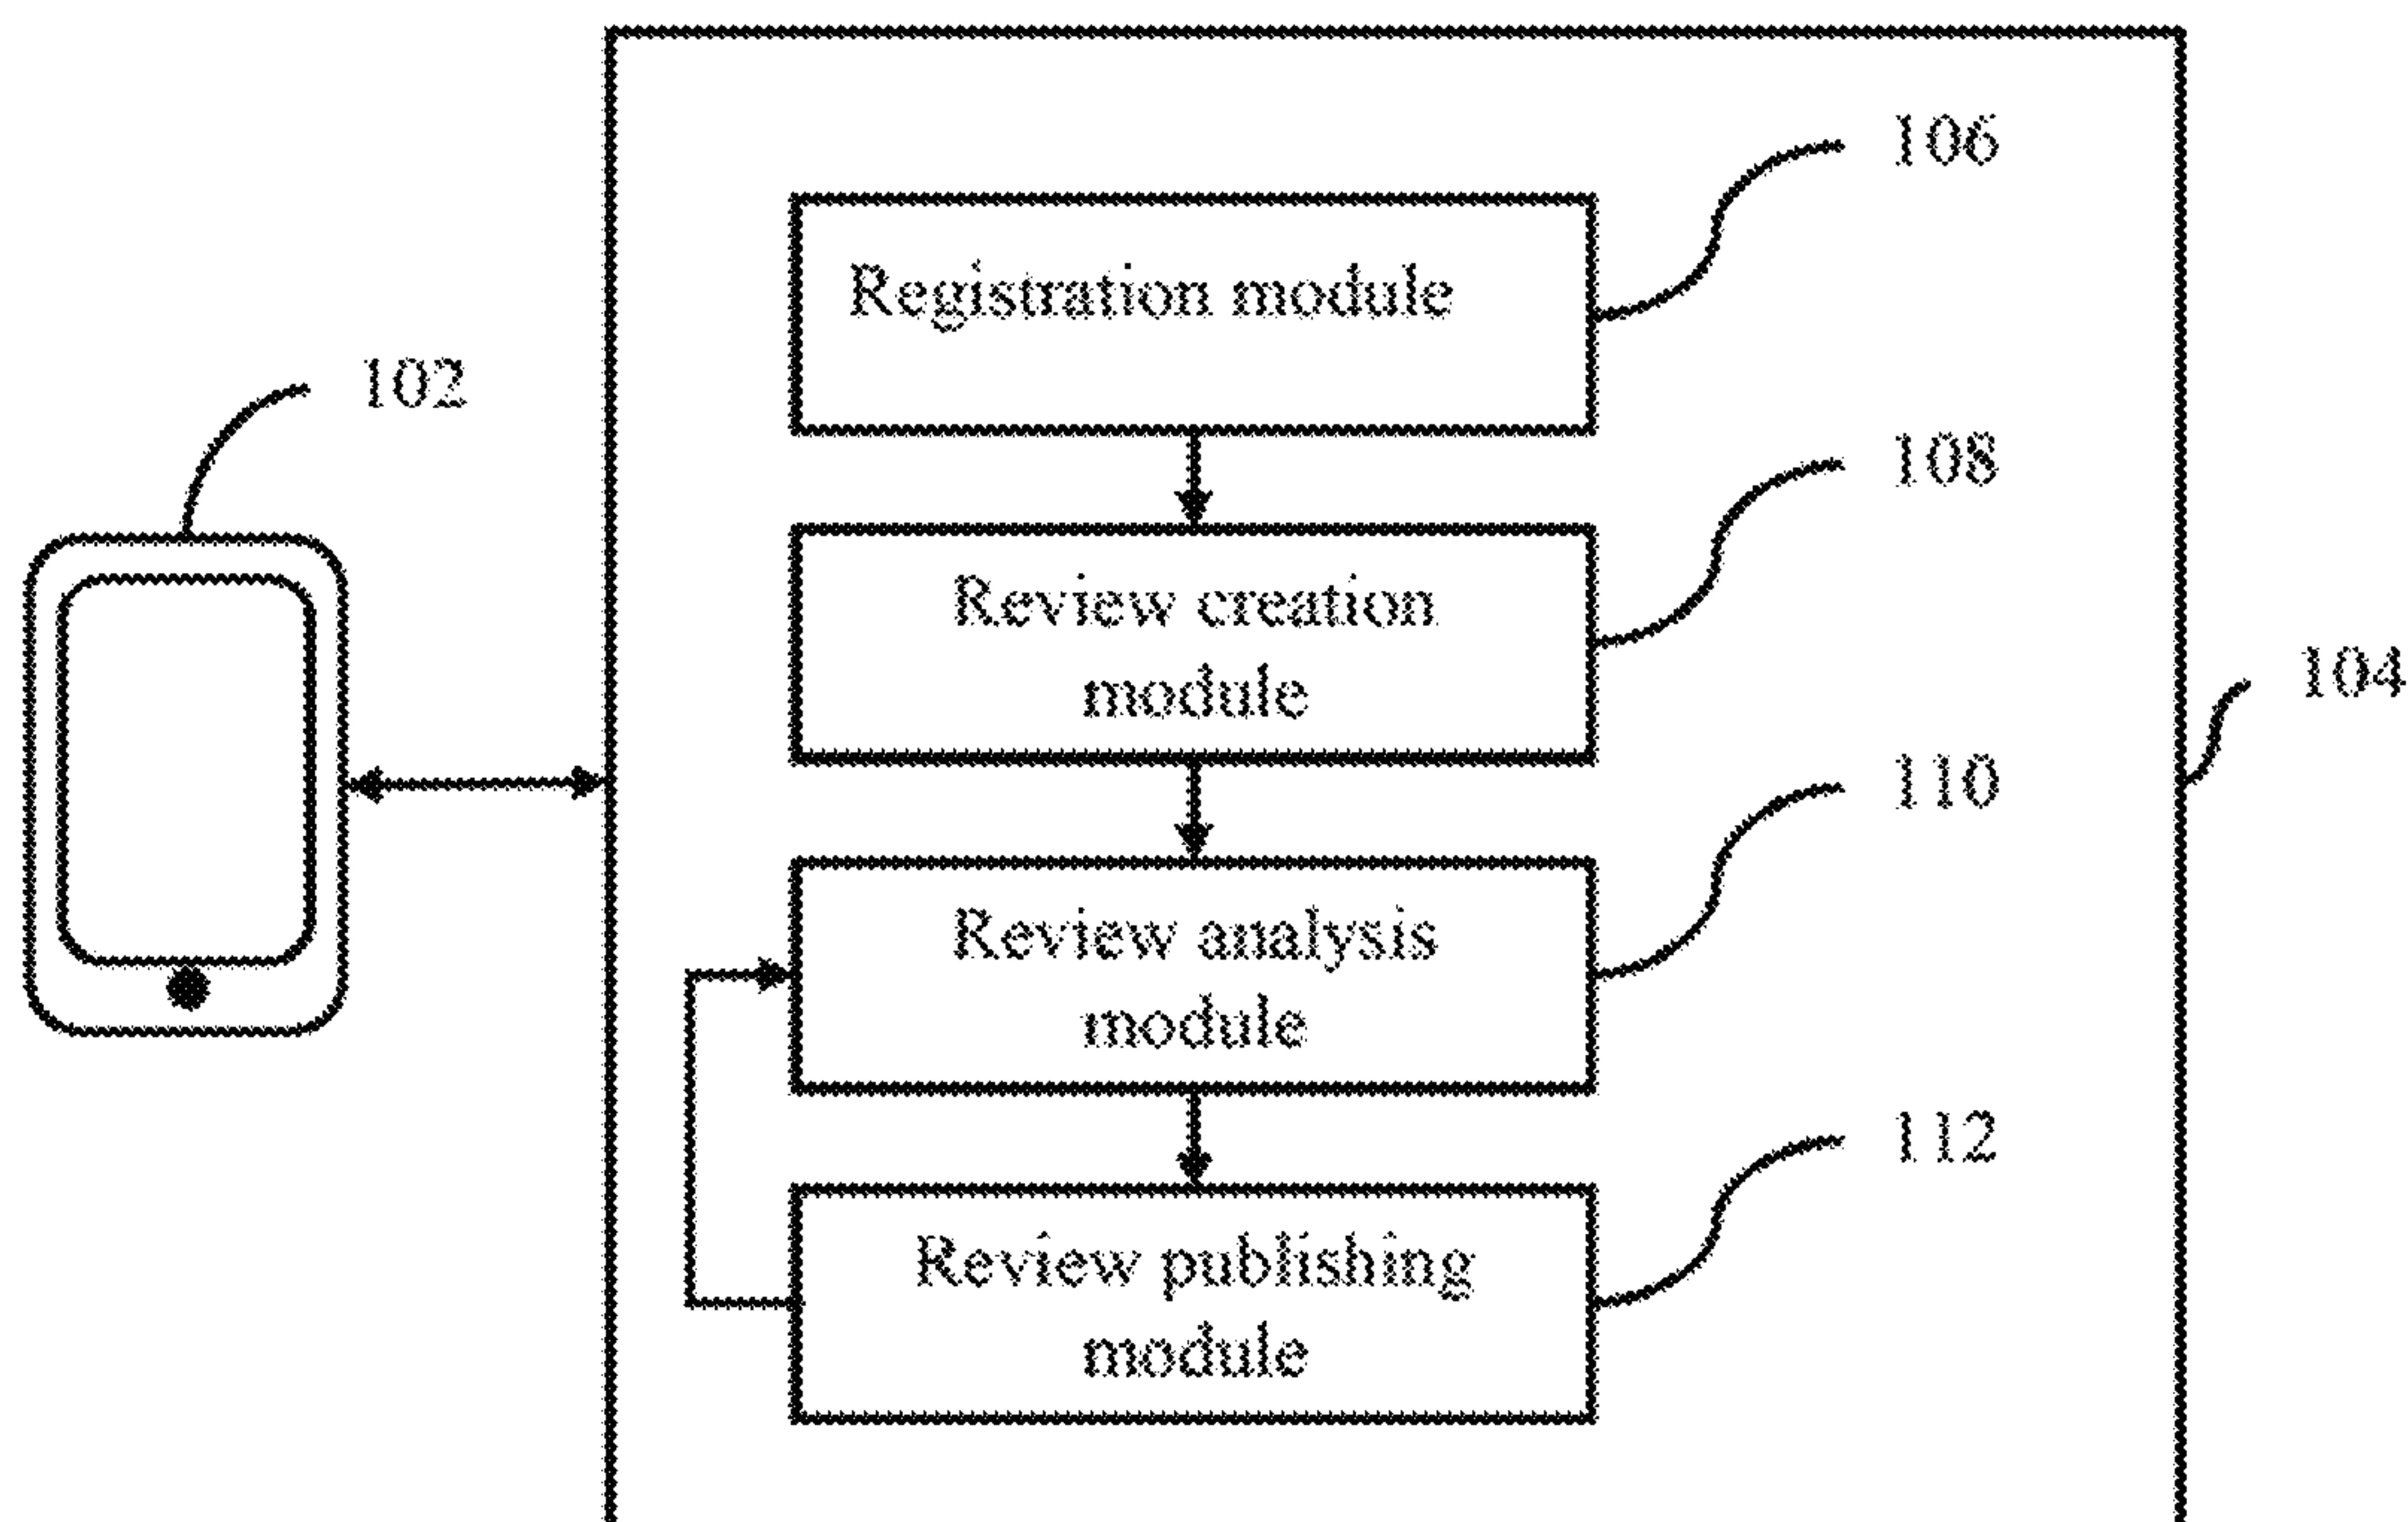 106
Registration module
102
108
Review creation
module
104
110
Review analysis
module
112
Review publishing
module